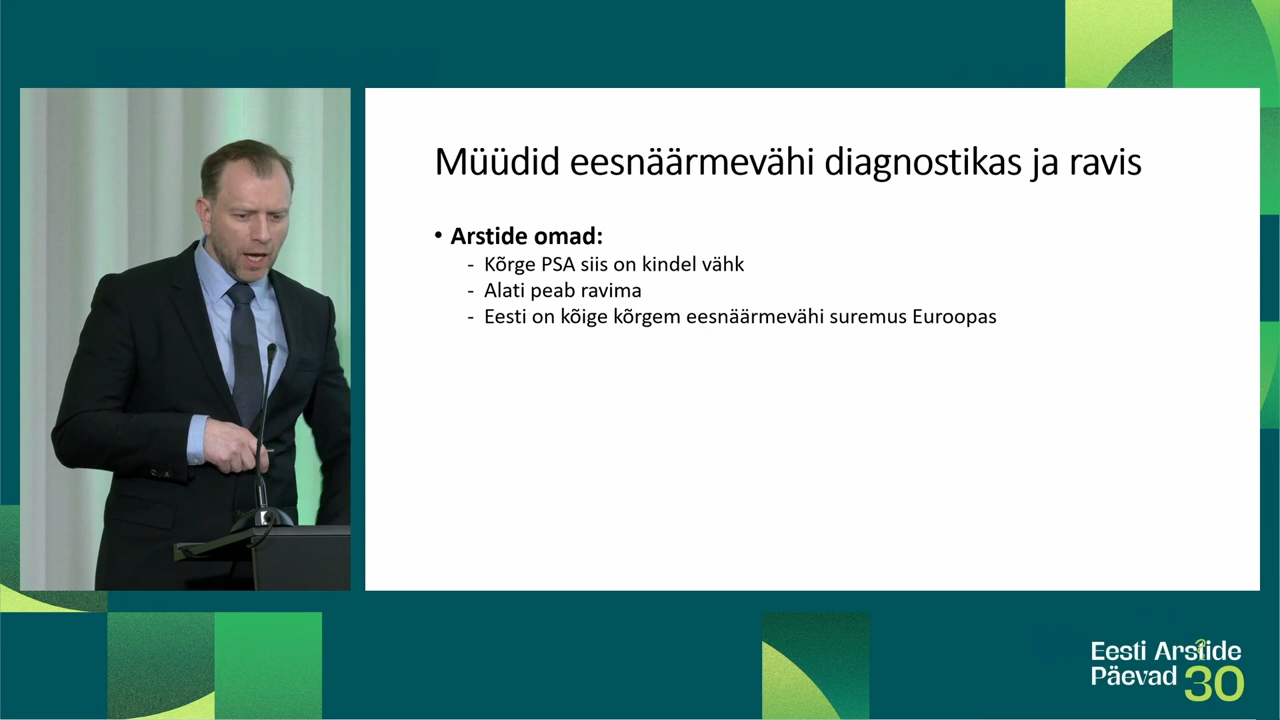 Müüdid eesnäärmevähi diagnostikas ja ravis
• Arstide omad:
- Kõrge PSA siis on kindel vähk
- Alati peab ravima
- Eesti on kõige kõrgem eesnäärmevähi suremus Euroopas
Eesti Arstide
Päevad 30